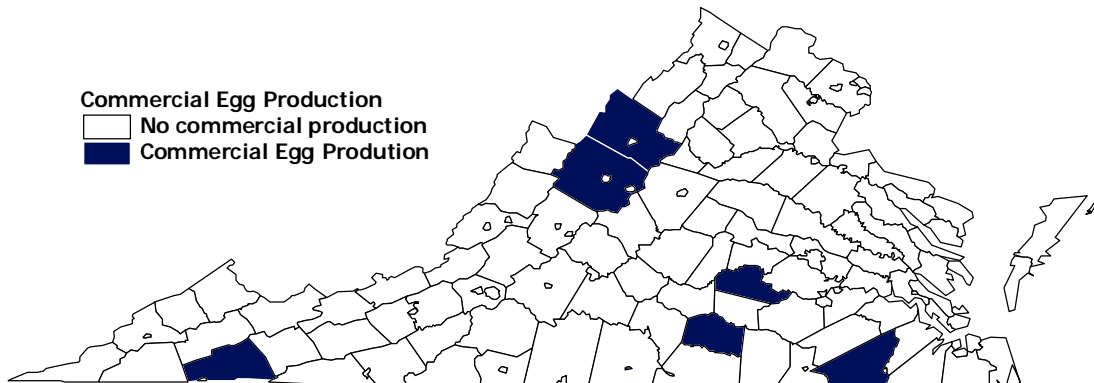 Commercial Egg Production
No commercial production
Commercial Egg Prodution